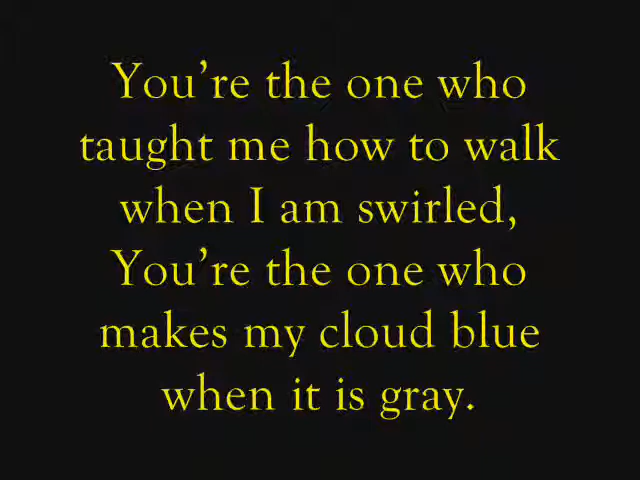 You’re the one who
taught me how to walk
when I am swirled,
You’re the one who
makes my cloud blue
when it is gray.